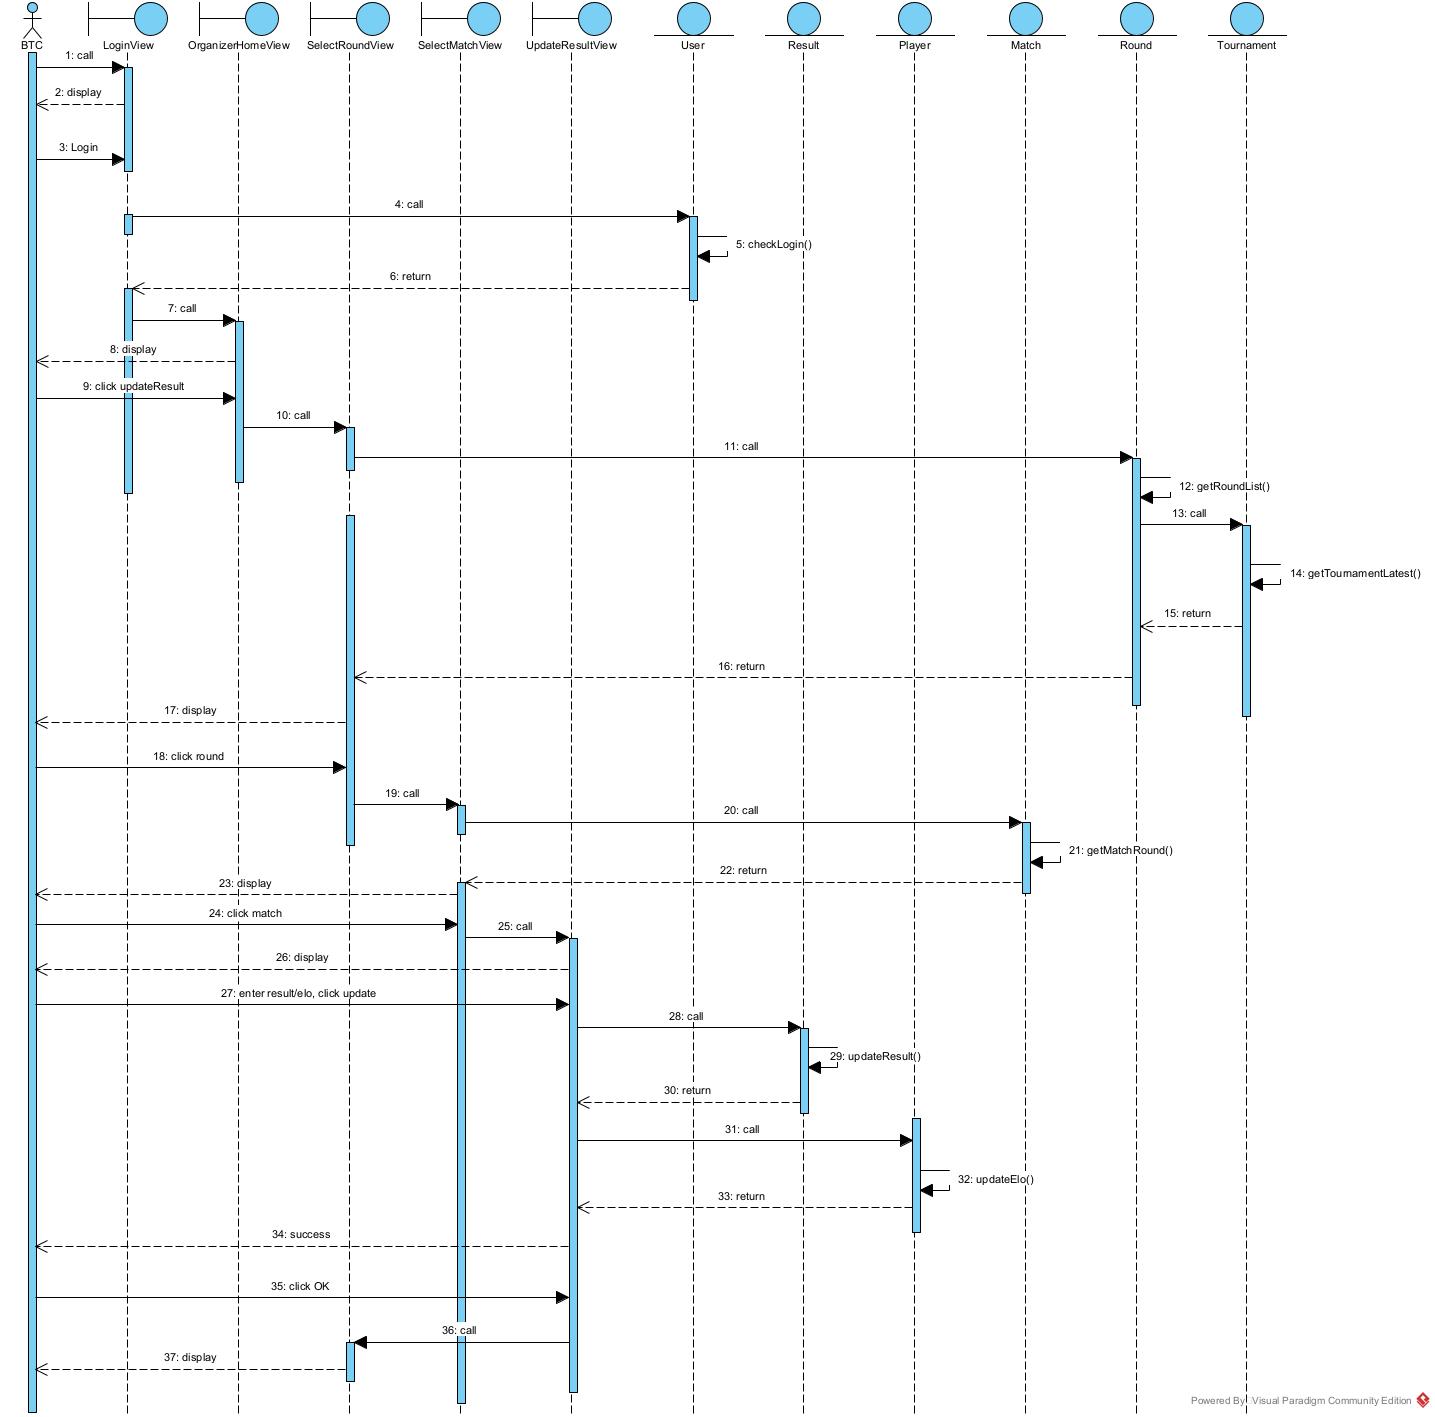 BTC
LoginView
OrganizerHomeView
SelectRoundView
SelectMatchView
UpdateResultView
User
Result
Player
Match
Round
Tournament
1: call
2: display
3: Login
4: call
5: checkLogin()
6: return
7: call
8: display
9: click updateResult
10: call
11: call
12: getRoundList()
13: call
14: getTournamentLatest()
15: return
16: return
17: display
18: click round
19: call
20: call
21: getMatchRound()
22: return
23: display
24: click match
25: call
26: display
27: enter result/elo, click update
28: call
29: updateResult()
30: return
31: call
32: updateElo()
33: return
34: success
35: click OK
36: call
37: display
Powered By Visual Paradigm Community Edition